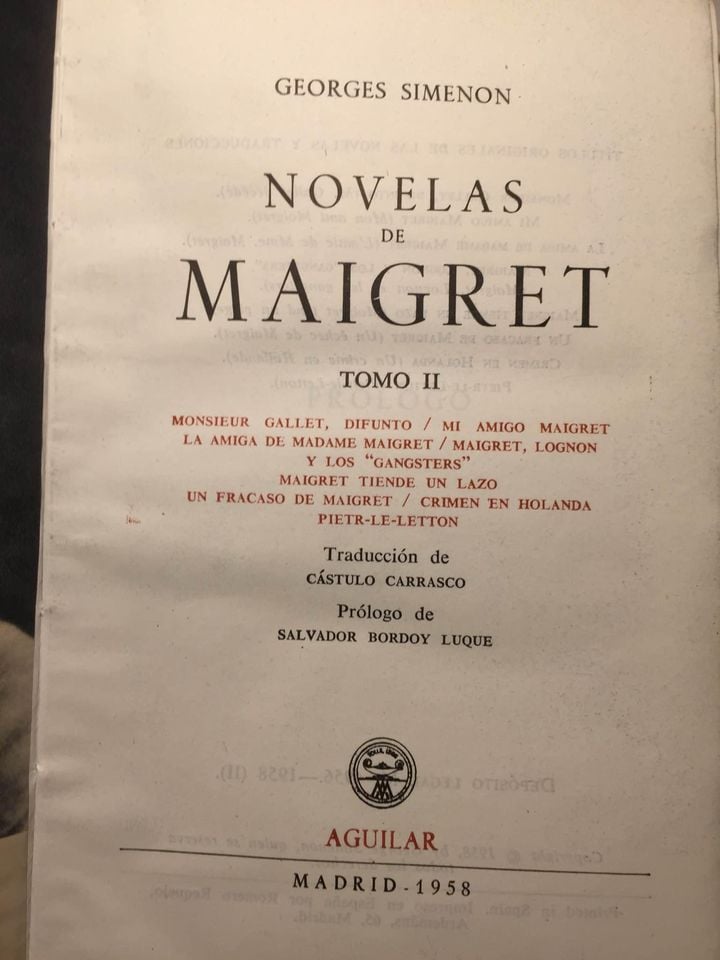 GEORGES SIMENON
NOVELAS
DE
MAIGRET
TOMO II
MONSIEUR GALLET, DIFUNTO / MI AMIGO MAIGRET
LA AMIGA DE MADAME MAIGRET / MAIGRET, LOGNON
Y LOS "GANGSTERS"
MAIGRET TIENDE UN LAZO
UN FRACASO DE MAIGRET / CRIMEN EN HOLANDA
PIETR-LE-LETTON
Traducción de
CÁSTULO CARRASCO
Prólogo de
SALVADOR BORDOY LUQUE
AGUILAR
MADRID - 1958